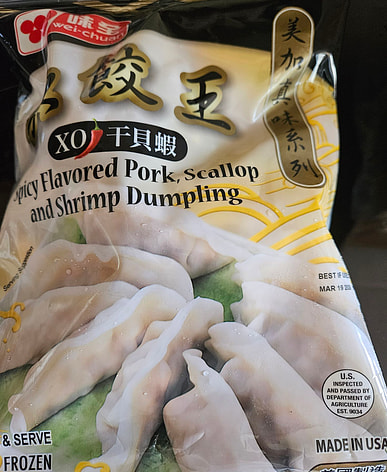 味全
wei-chuan
餃王
XO干貝蝦
Spicy Flavored Pork, Scallop
and Shrimp Dumpling
美加真味系列
BEST IF
MAR 19
U.S.
INSPECTED
AND PASSED BY
DEPARTMENT OF
AGRICULTURE
EST. 9034
& SERVE
FROZEN
MADE IN USA